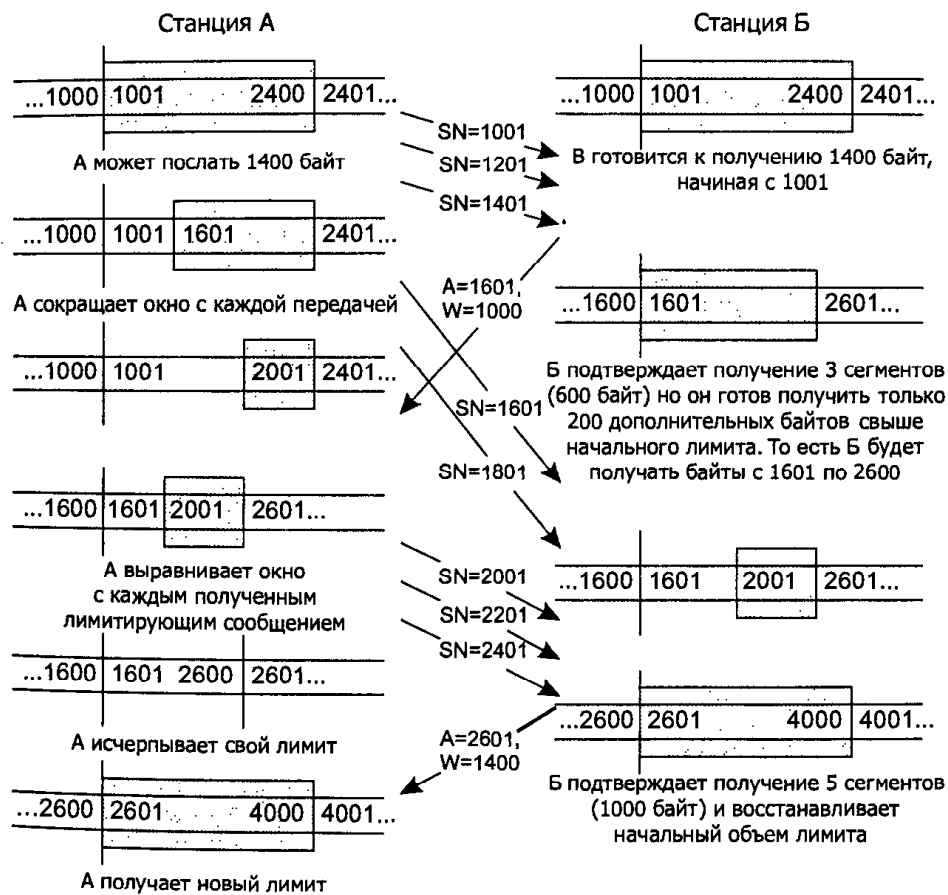 Станция А
...1000 1001 2400 2401...
А может послать 1400 байт
...1000 1001 1601 2401...
А сокращает окно с каждой передачей
...1000 1001 2001 2401...
...1600 1601 2001 2601...
А выравнивает окно
с каждым полученным
лимитирующим сообщением
...1600 1601 2600 2601...
А исчерпывает свой лимит
...2600 2601 4000 4001...
А получает новый лимит
SN=1001
SN=1201
SN=1401
A=1601,
W=1000
SN=1601
SN=1801
SN=2001
SN=2201
SN=2401
A=2601,
W=1400
Станция Б
...1000 1001 2400 2401...
В готовится к получению 1400 байт,
начиная с 1001
...1600 1601 2601...
Б подтверждает получение 3 сегментов
(600 байт) но он готов получить только
200 дополнительных байтов свыше
начального лимита. То есть Б будет
получать байты с 1601 по 2600
...1600 1601 2001 2601...
...2600 2601 4000 4001...
Б подтверждает получение 5 сегментов
(1000 байт) и восстанавливает
начальный объем лимита